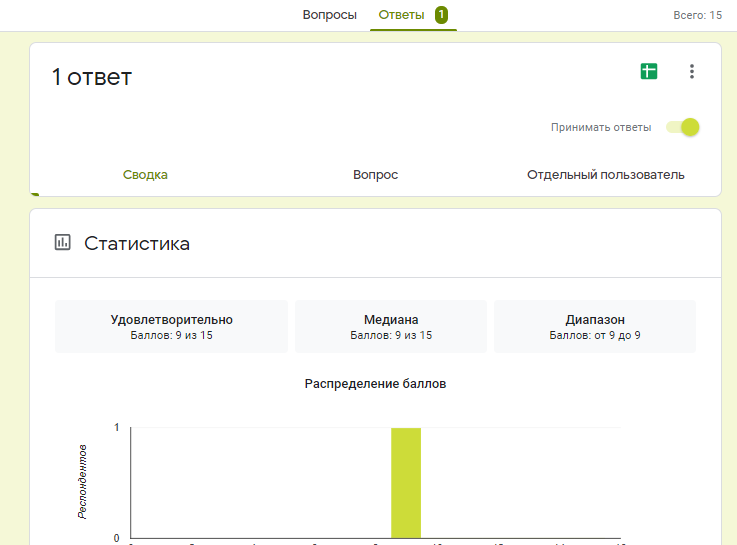 Вопросы Ответы 1 Всего: 15
1 ответ
Принимать ответы
Сводка Вопрос Отдельный пользователь
Статистика
Удовлетворительно Медиана Диапазон
Баллов: 9 из 15 Баллов: 9 из 15 Баллов: от 9 до 9
Распределение баллов
1
Респондентов
0